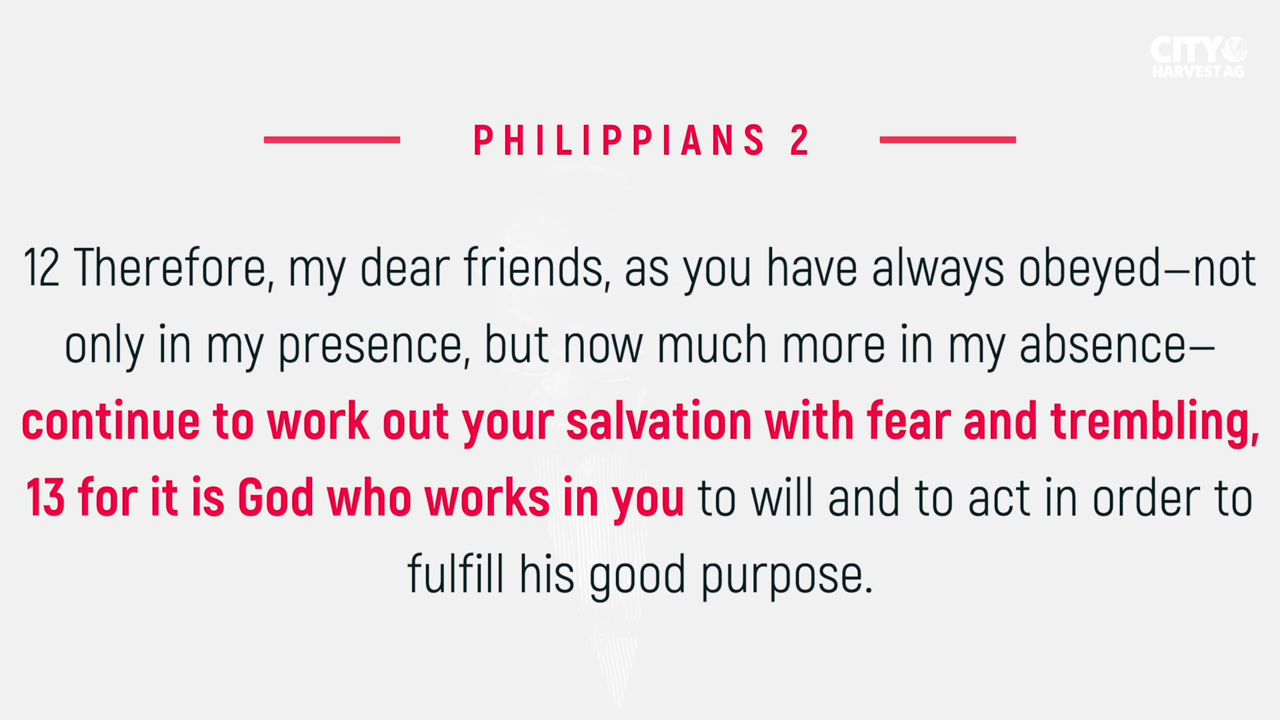 CITY
HARVEST AG
PHILIPPIANS 2
12 Therefore, my dear friends, as you have always obeyed—not
only in my presence, but now much more in my absence—
continue to work out your salvation with fear and trembling,
13 for it is God who works in you to will and to act in order to
fulfill his good purpose.